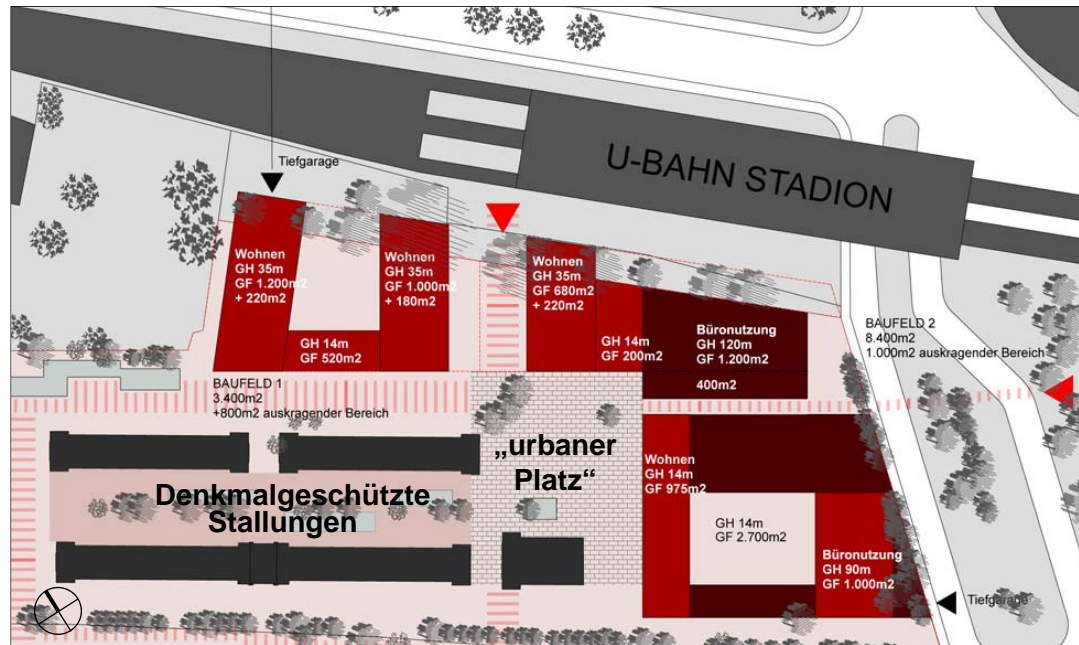 Tiefgarage
U-BAHN STADION
Wohnen
GH 35m
GF 1.200m2
+ 220m2
Wohnen
GH 35m
GF 1.000m2
+ 180m2
Wohnen
GH 35m
GF 680m2
+ 220m2
GH 14m
GF 520m2
GH 14m
GF 200m2
Büronutzung
GH 120m
GF 1.200m2
400m2
BAUFELD 2
8.400m2
1.000m2 auskragender Bereich
BAUFELD 1
3.400m2
+800m2 auskragender Bereich
„urbaner
Platz“
Denkmalgeschützte
Stallungen
Wohnen
GH 14m
GF 975m2
GH 14m
GF 2.700m2
Büronutzung
GH 90m
GF 1.000m2
Tiefgarage